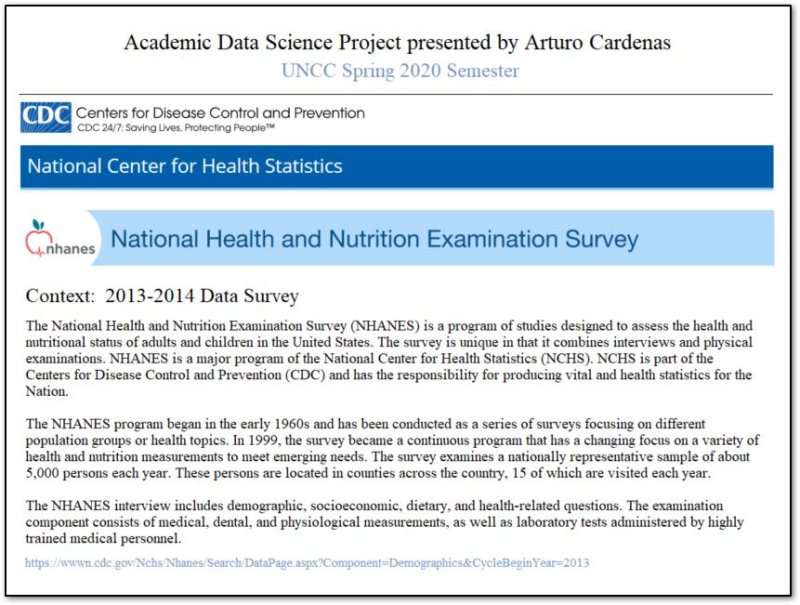 Academic Data Science Project presented by Arturo Cardenas
UNCC Spring 2020 Semester
CDC Centers for Disease Control and Prevention
CDC 24/7: Saving Lives, Protecting People™
National Center for Health Statistics
nhanes National Health and Nutrition Examination Survey
Context: 2013-2014 Data Survey
The National Health and Nutrition Examination Survey (NHANES) is a program of studies designed to assess the health and
nutritional status of adults and children in the United States. The survey is unique in that it combines interviews and physical
examinations. NHANES is a major program of the National Center for Health Statistics (NCHS). NCHS is part of the
Centers for Disease Control and Prevention (CDC) and has the responsibility for producing vital and health statistics for the
Nation.
The NHANES program began in the early 1960s and has been conducted as a series of surveys focusing on different
population groups or health topics. In 1999, the survey became a continuous program that has a changing focus on a variety of
health and nutrition measurements to meet emerging needs. The survey examines a nationally representative sample of about
5,000 persons each year. These persons are located in counties across the country, 15 of which are visited each year.
The NHANES interview includes demographic, socioeconomic, dietary, and health-related questions. The examination
component consists of medical, dental, and physiological measurements, as well as laboratory tests administered by highly
trained medical personnel.
https://wwwn.cdc.gov/Nchs/Nhanes/Search/DataPage.aspx?Component=Demographics&CycleBeginYear=2013